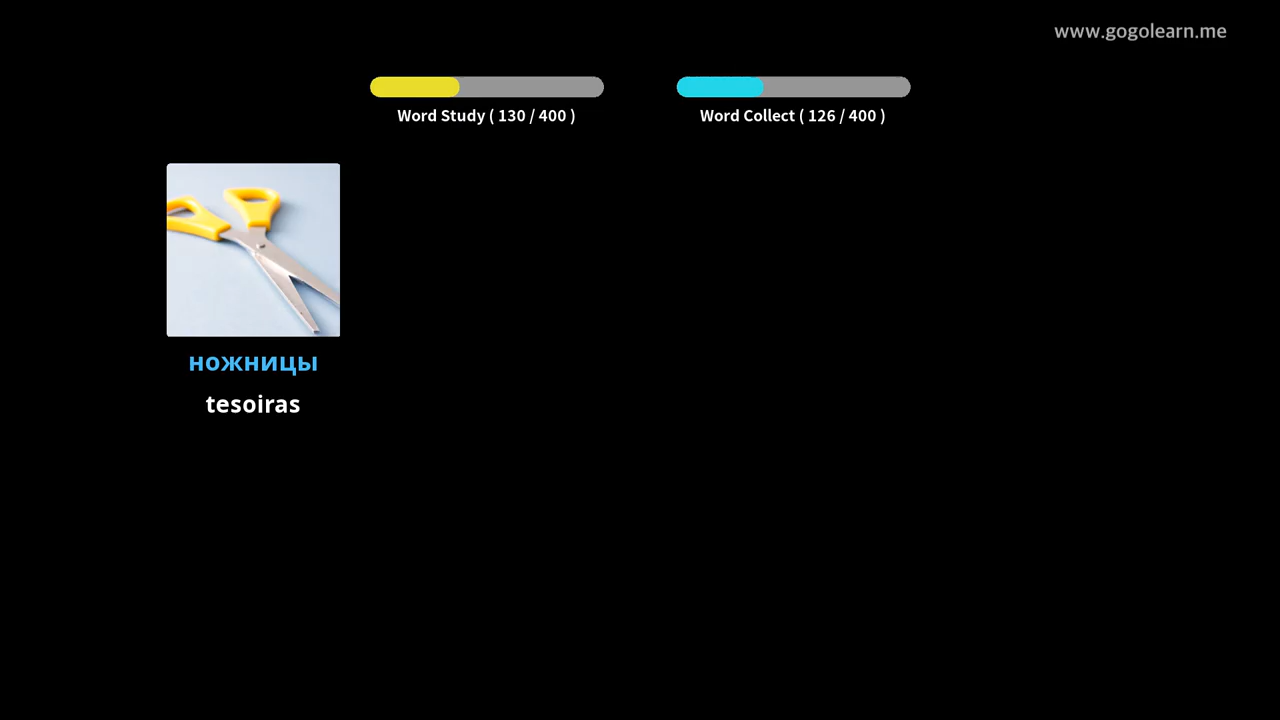 www.gogolearn.me
Word Study ( 130 / 400 )
Word Collect ( 126 / 400 )
ножницы
tesoiras